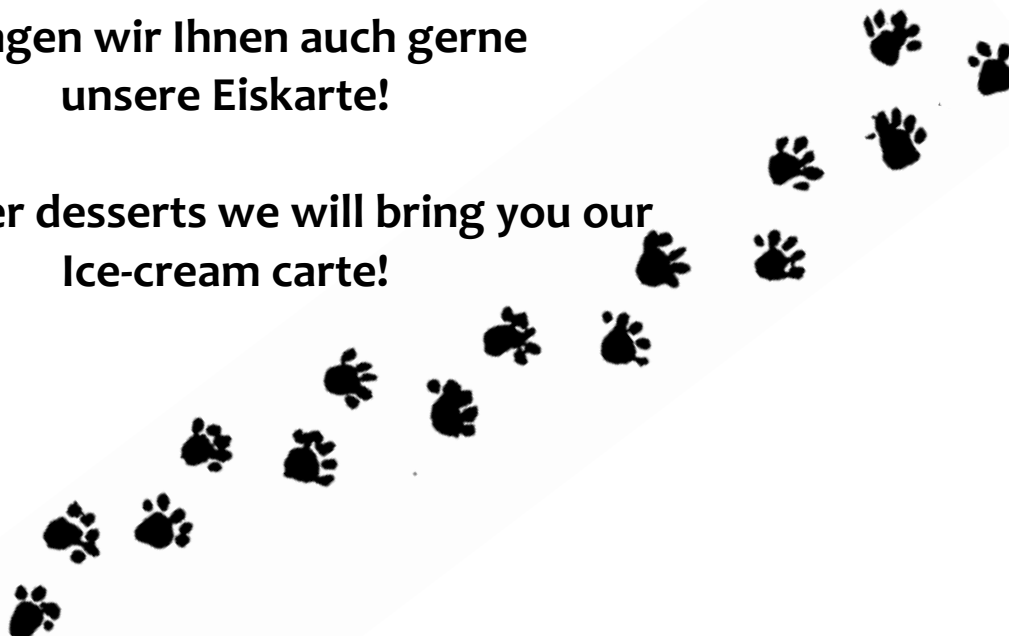 ngen wir Ihnen auch gerne
unsere Eiskarte!
er desserts we will bring you our
Ice-cream carte!